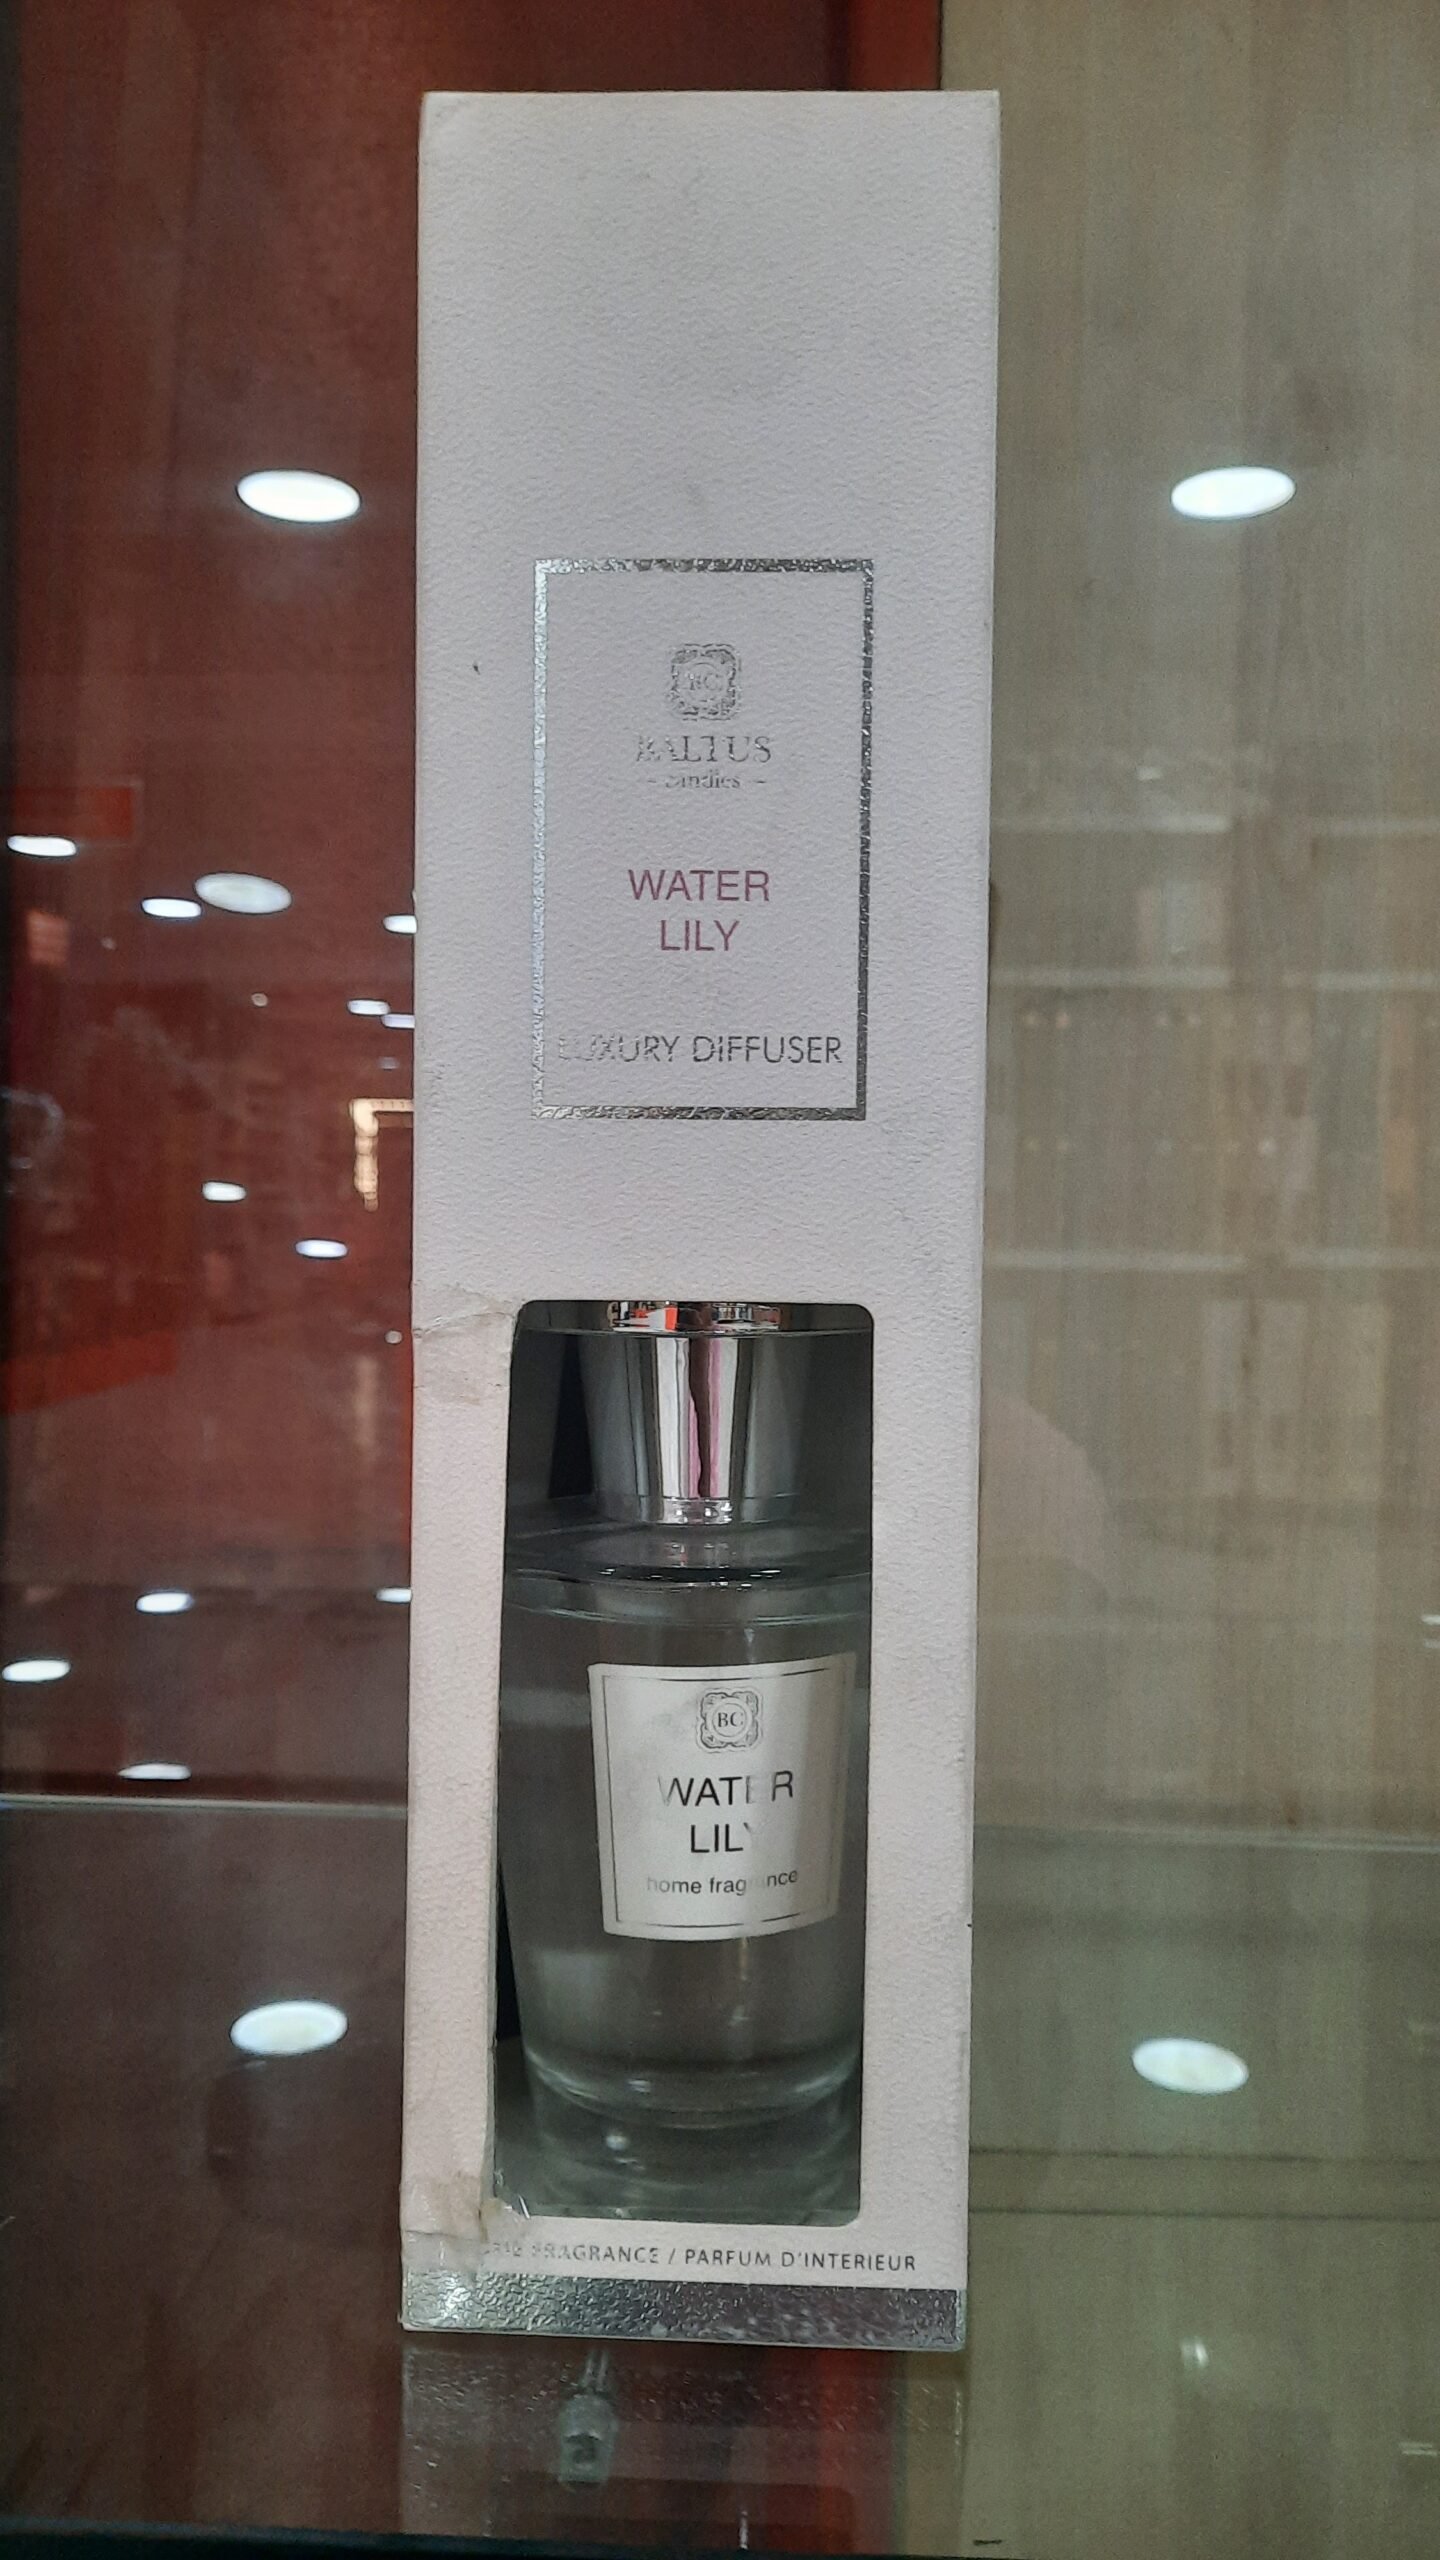 BC
BALTUS
- candles -
WATER
LILY
LUXURY DIFFUSER
BC
WATER
LILY
home fragrance
FRAGRANCE / PARFUM D'INTERIEUR